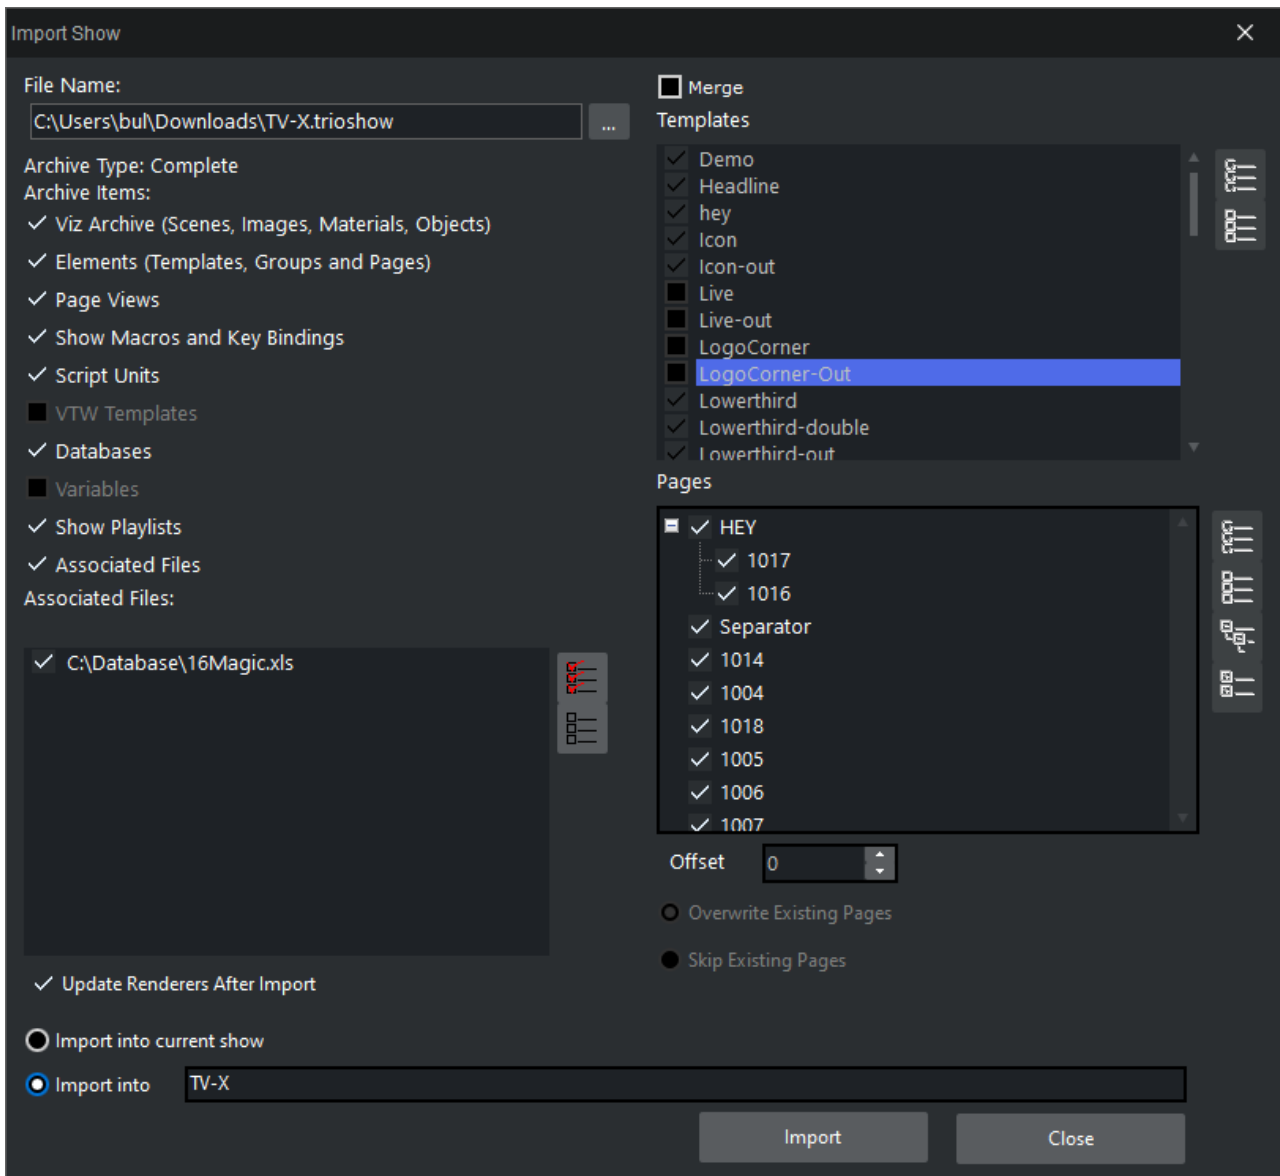 Import Show
File Name:
C:\Users\bul\Downloads\TV-X.trioshow
...
Archive Type: Complete
Archive Items:
Viz Archive (Scenes, Images, Materials, Objects)
Elements (Templates, Groups and Pages)
Page Views
Show Macros and Key Bindings
Script Units
VTW Templates
Databases
Variables
Show Playlists
Associated Files
Associated Files:
C:\Database\16Magic.xls
Update Renderers After Import
Merge
Templates
Demo
Headline
hey
Icon
Icon-out
Live
Live-out
LogoCorner
LogoCorner-Out
Lowerthird
Lowerthird-double
Lowerthird-out
Pages
HEY
1017
1016
Separator
1014
1004
1018
1005
1006
1007
Offset
0
Overwrite Existing Pages
Skip Existing Pages
Import into current show
Import into
TV-X
Import
Close